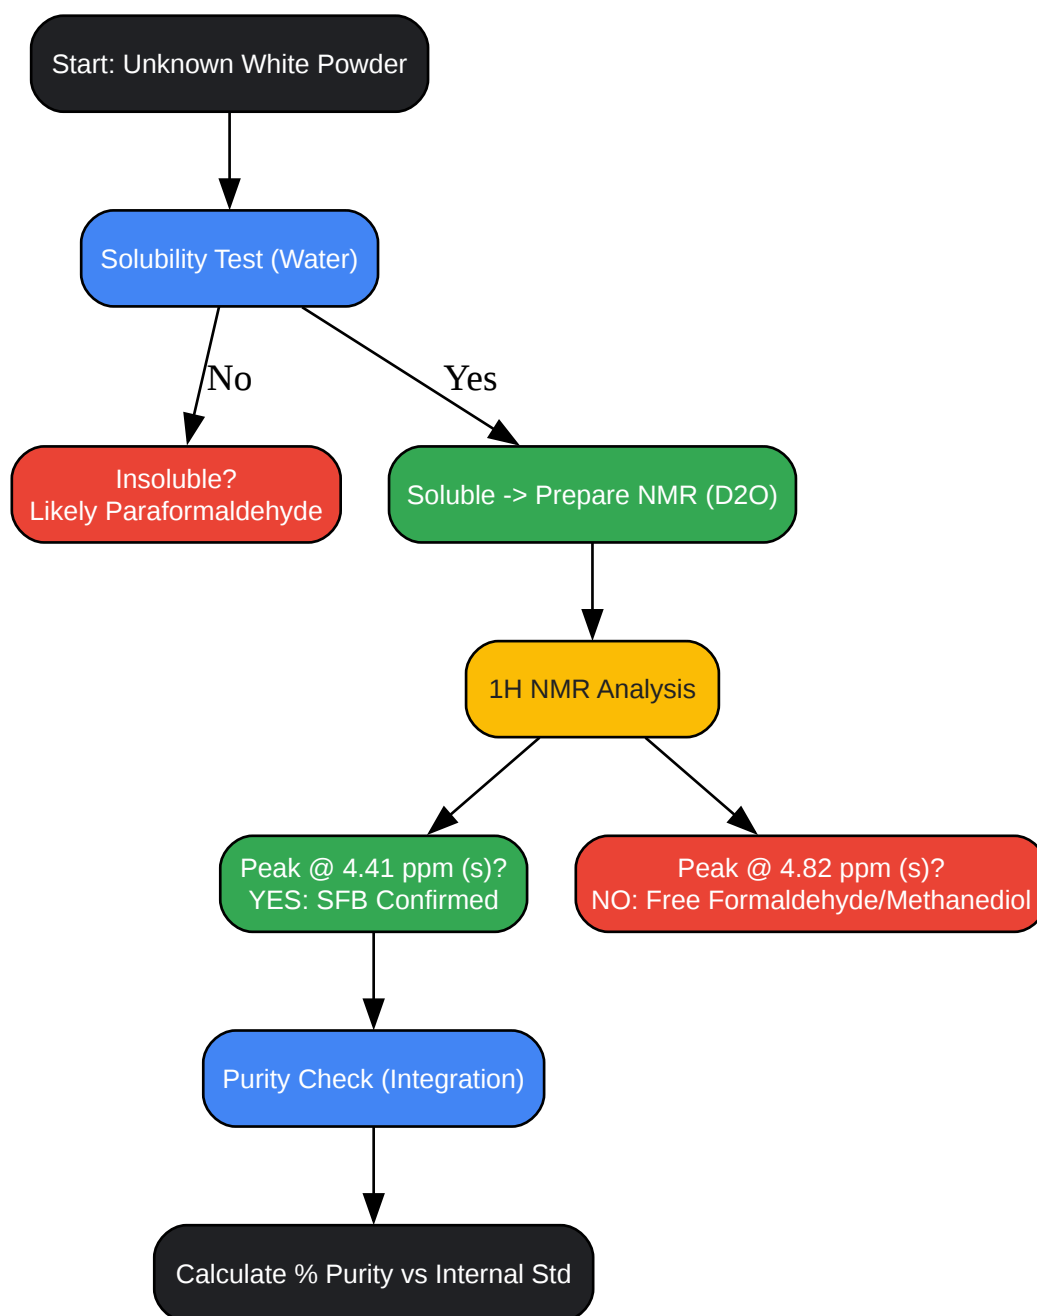 Start: Unknown White Powder
Solubility Test (Water)
No
Yes
Insoluble?
Likely Paraformaldehyde
Soluble -> Prepare NMR (D2O)
1H NMR Analysis
Peak @ 4.41 ppm (s)?
YES: SFB Confirmed
Peak @ 4.82 ppm (s)?
NO: Free Formaldehyde/Methanediol
Purity Check (Integration)
Calculate % Purity vs Internal Std